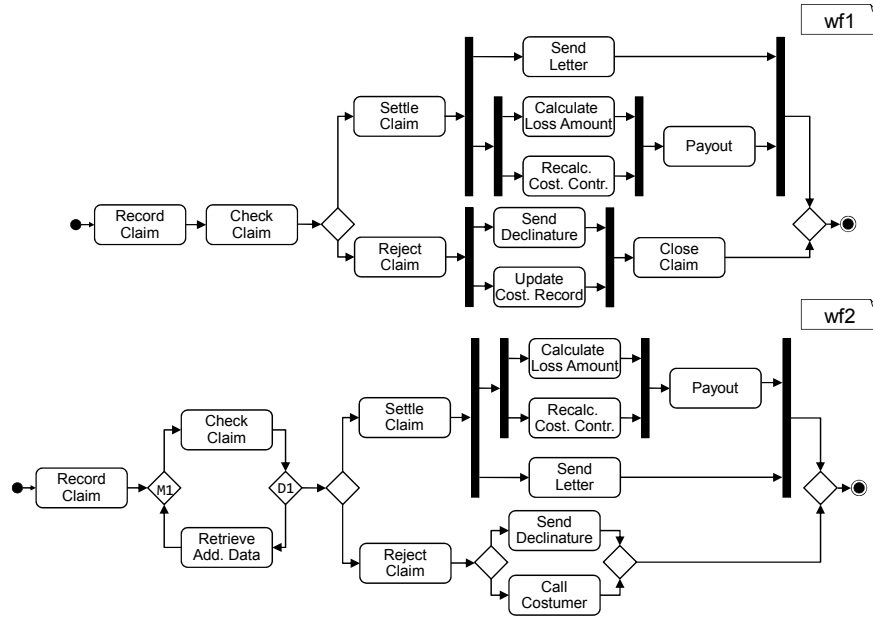 wf1
Send
Letter
Settle
Claim
Calculate
Loss Amount
Payout
Recalc.
Cost. Contr.
Record
Claim
Check
Claim
Reject
Claim
Send
Declinature
Close
Claim
Update
Cost. Record
wf2
Calculate
Loss Amount
Payout
Check
Claim
Settle
Claim
Recalc.
Cost. Contr.
Record
Claim
M1
D1
Send
Letter
Retrieve
Add. Data
Reject
Claim
Send
Declinature
Call
Costumer